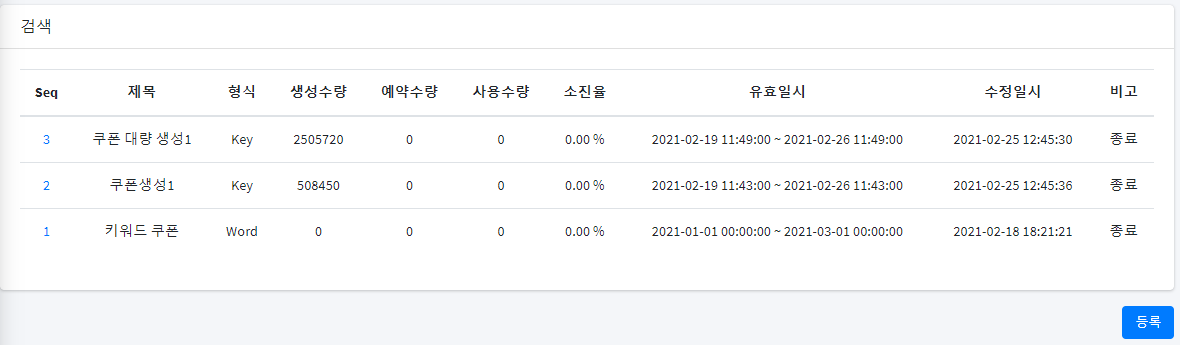 검색
Seq 제목 형식 생성수량 예약수량 사용수량 소진율 유효일시 수정일시 비고
3 쿠폰 대량 생성1 Key 2505720 0 0 0.00 % 2021-02-19 11:49:00 ~ 2021-02-26 11:49:00 2021-02-25 12:45:30 종료
2 쿠폰생성1 Key 508450 0 0 0.00 % 2021-02-19 11:43:00 ~ 2021-02-26 11:43:00 2021-02-25 12:45:36 종료
1 키워드 쿠폰 Word 0 0 0 0.00 % 2021-01-01 00:00:00 ~ 2021-03-01 00:00:00 2021-02-18 18:21:21 종료
등록